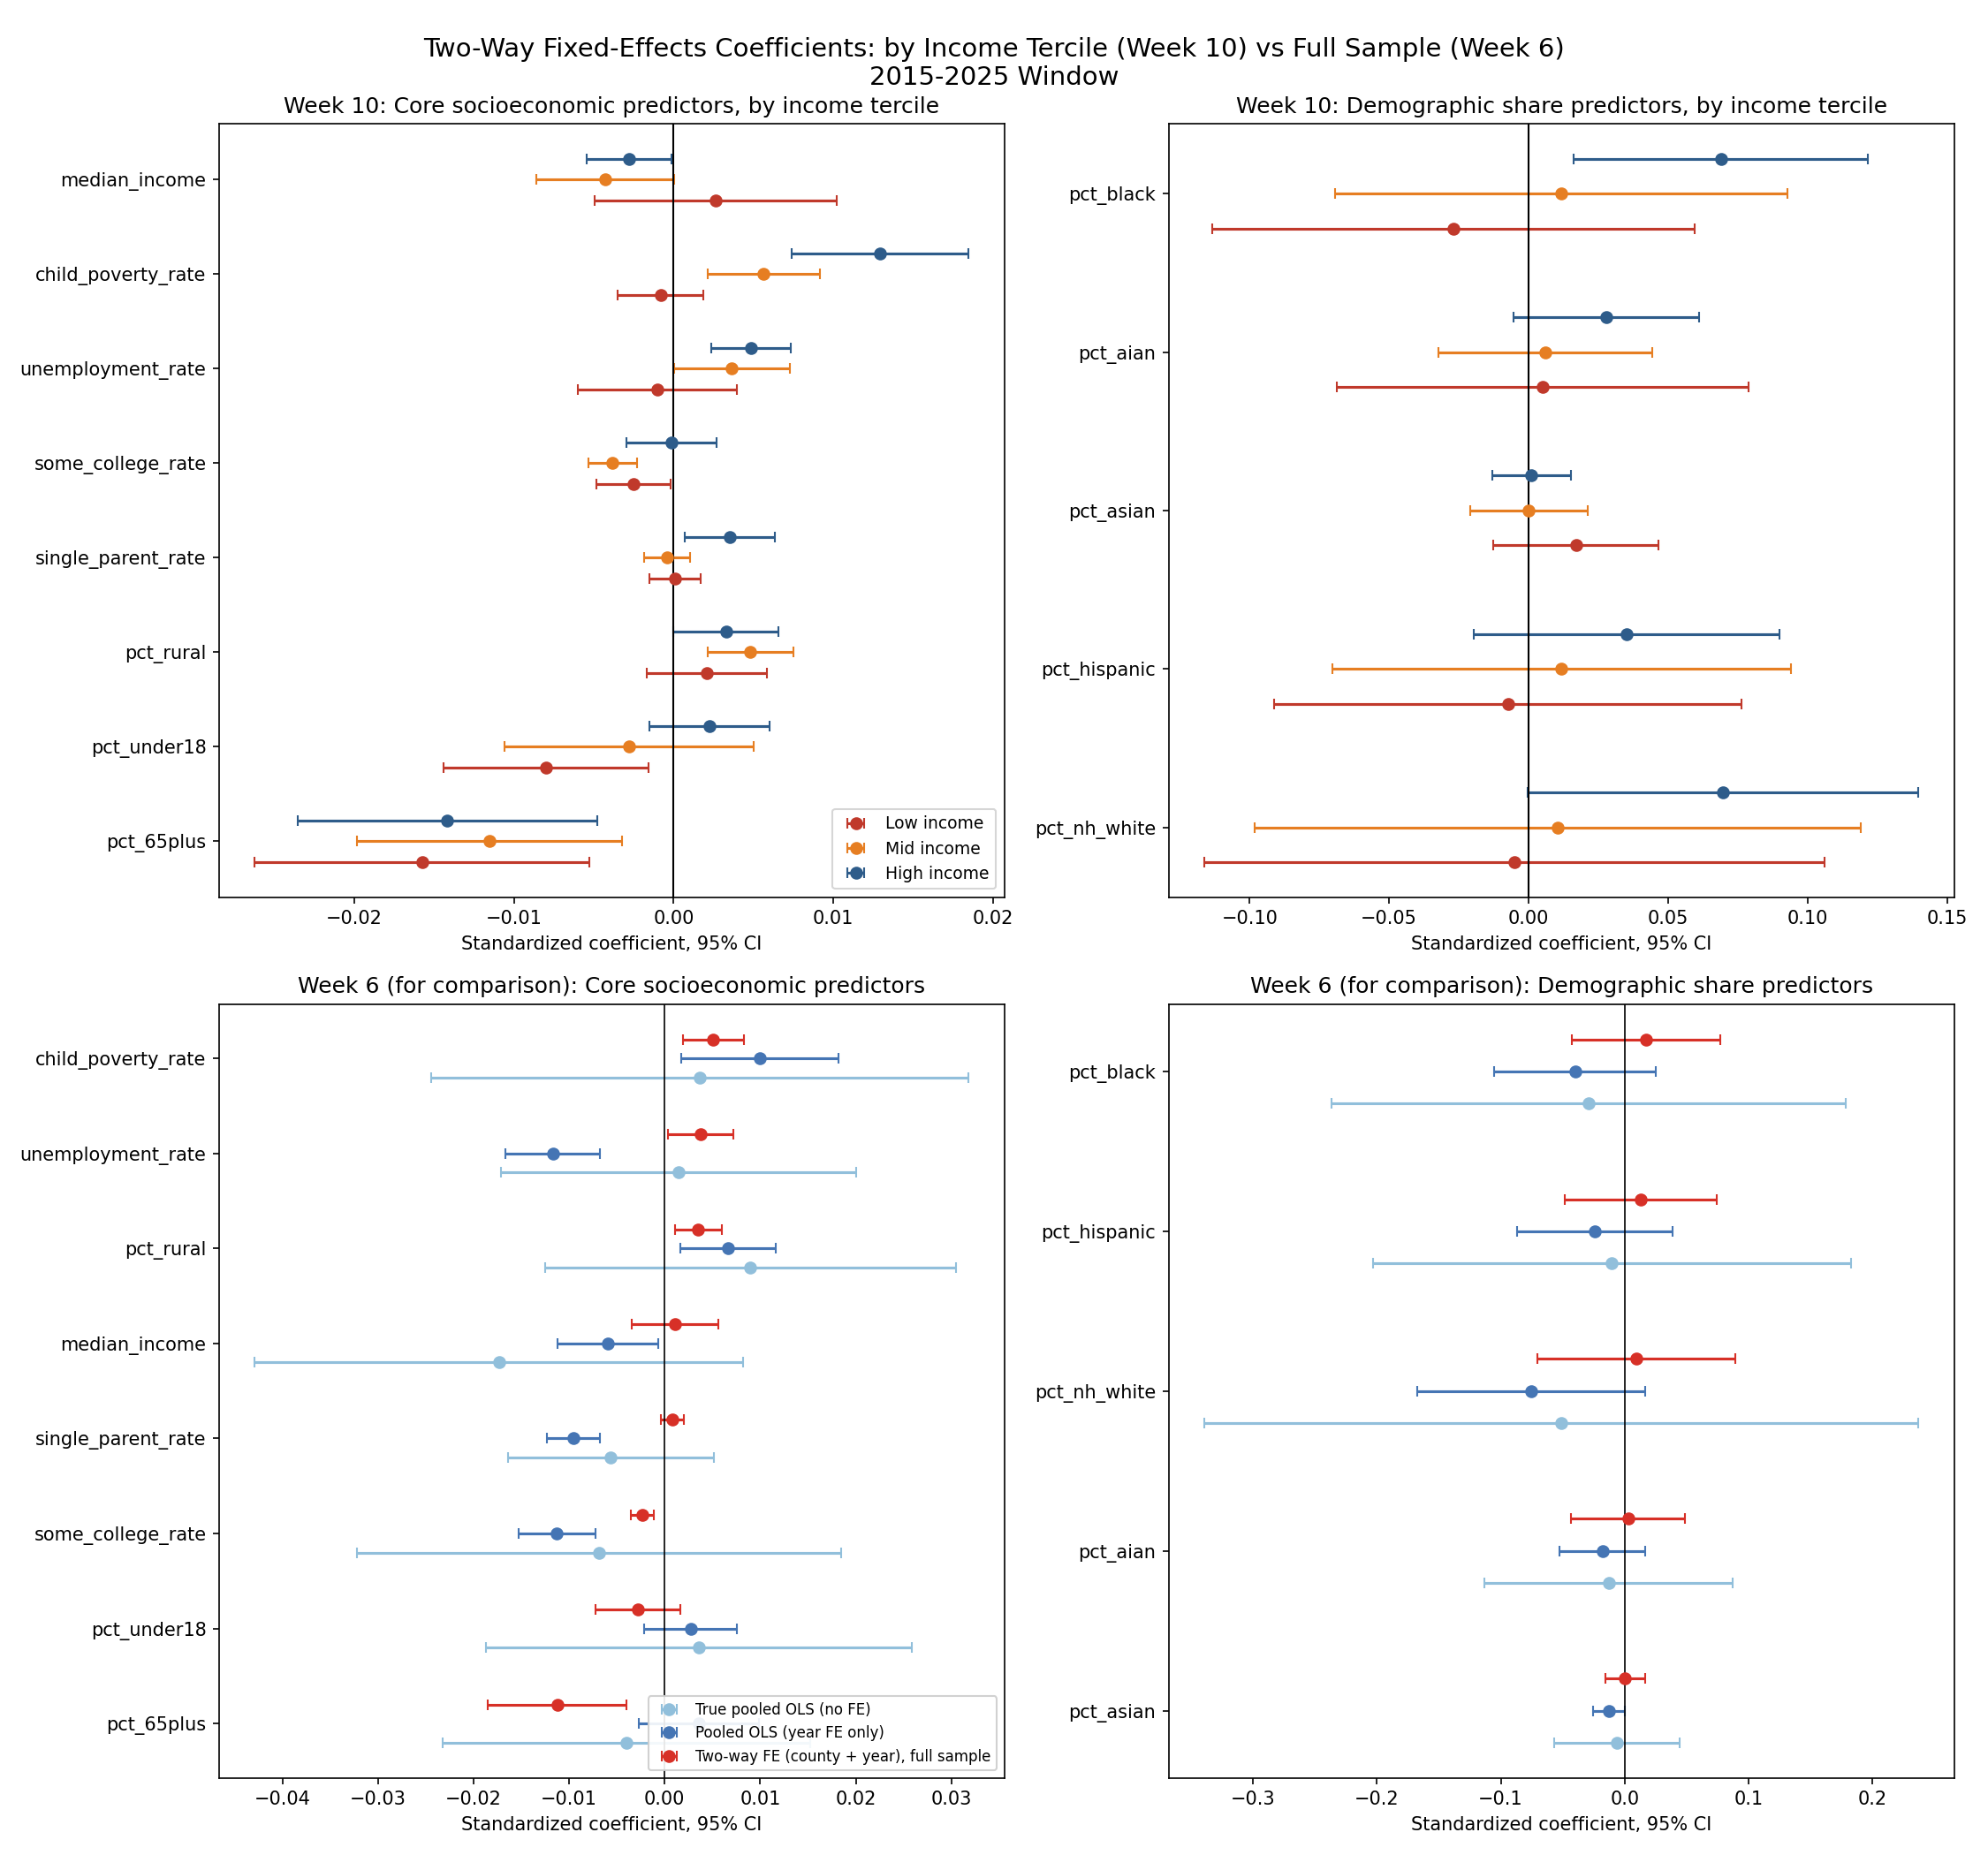 Two-Way Fixed-Effects Coefficients: by Income Tercile (Week 10) vs Full Sample (Week 6)
2015-2025 Window
Week 10: Core socioeconomic predictors, by income tercile
median_income
child_poverty_rate
unemployment_rate
some_college_rate
single_parent_rate
pct_rural
pct_under18
pct_65plus
Low income
Mid income
High income
−0.02 −0.01 0.00 0.01 0.02
Standardized coefficient, 95% CI
Week 10: Demographic share predictors, by income tercile
pct_black
pct_aian
pct_asian
pct_hispanic
pct_nh_white
−0.10 −0.05 0.00 0.05 0.10 0.15
Standardized coefficient, 95% CI
Week 6 (for comparison): Core socioeconomic predictors
child_poverty_rate
unemployment_rate
pct_rural
median_income
single_parent_rate
some_college_rate
pct_under18
pct_65plus
True pooled OLS (no FE)
Pooled OLS (year FE only)
Two-way FE (county + year), full sample
−0.04 −0.03 −0.02 −0.01 0.00 0.01 0.02 0.03
Standardized coefficient, 95% CI
Week 6 (for comparison): Demographic share predictors
pct_black
pct_hispanic
pct_nh_white
pct_aian
pct_asian
−0.3 −0.2 −0.1 0.0 0.1 0.2
Standardized coefficient, 95% CI